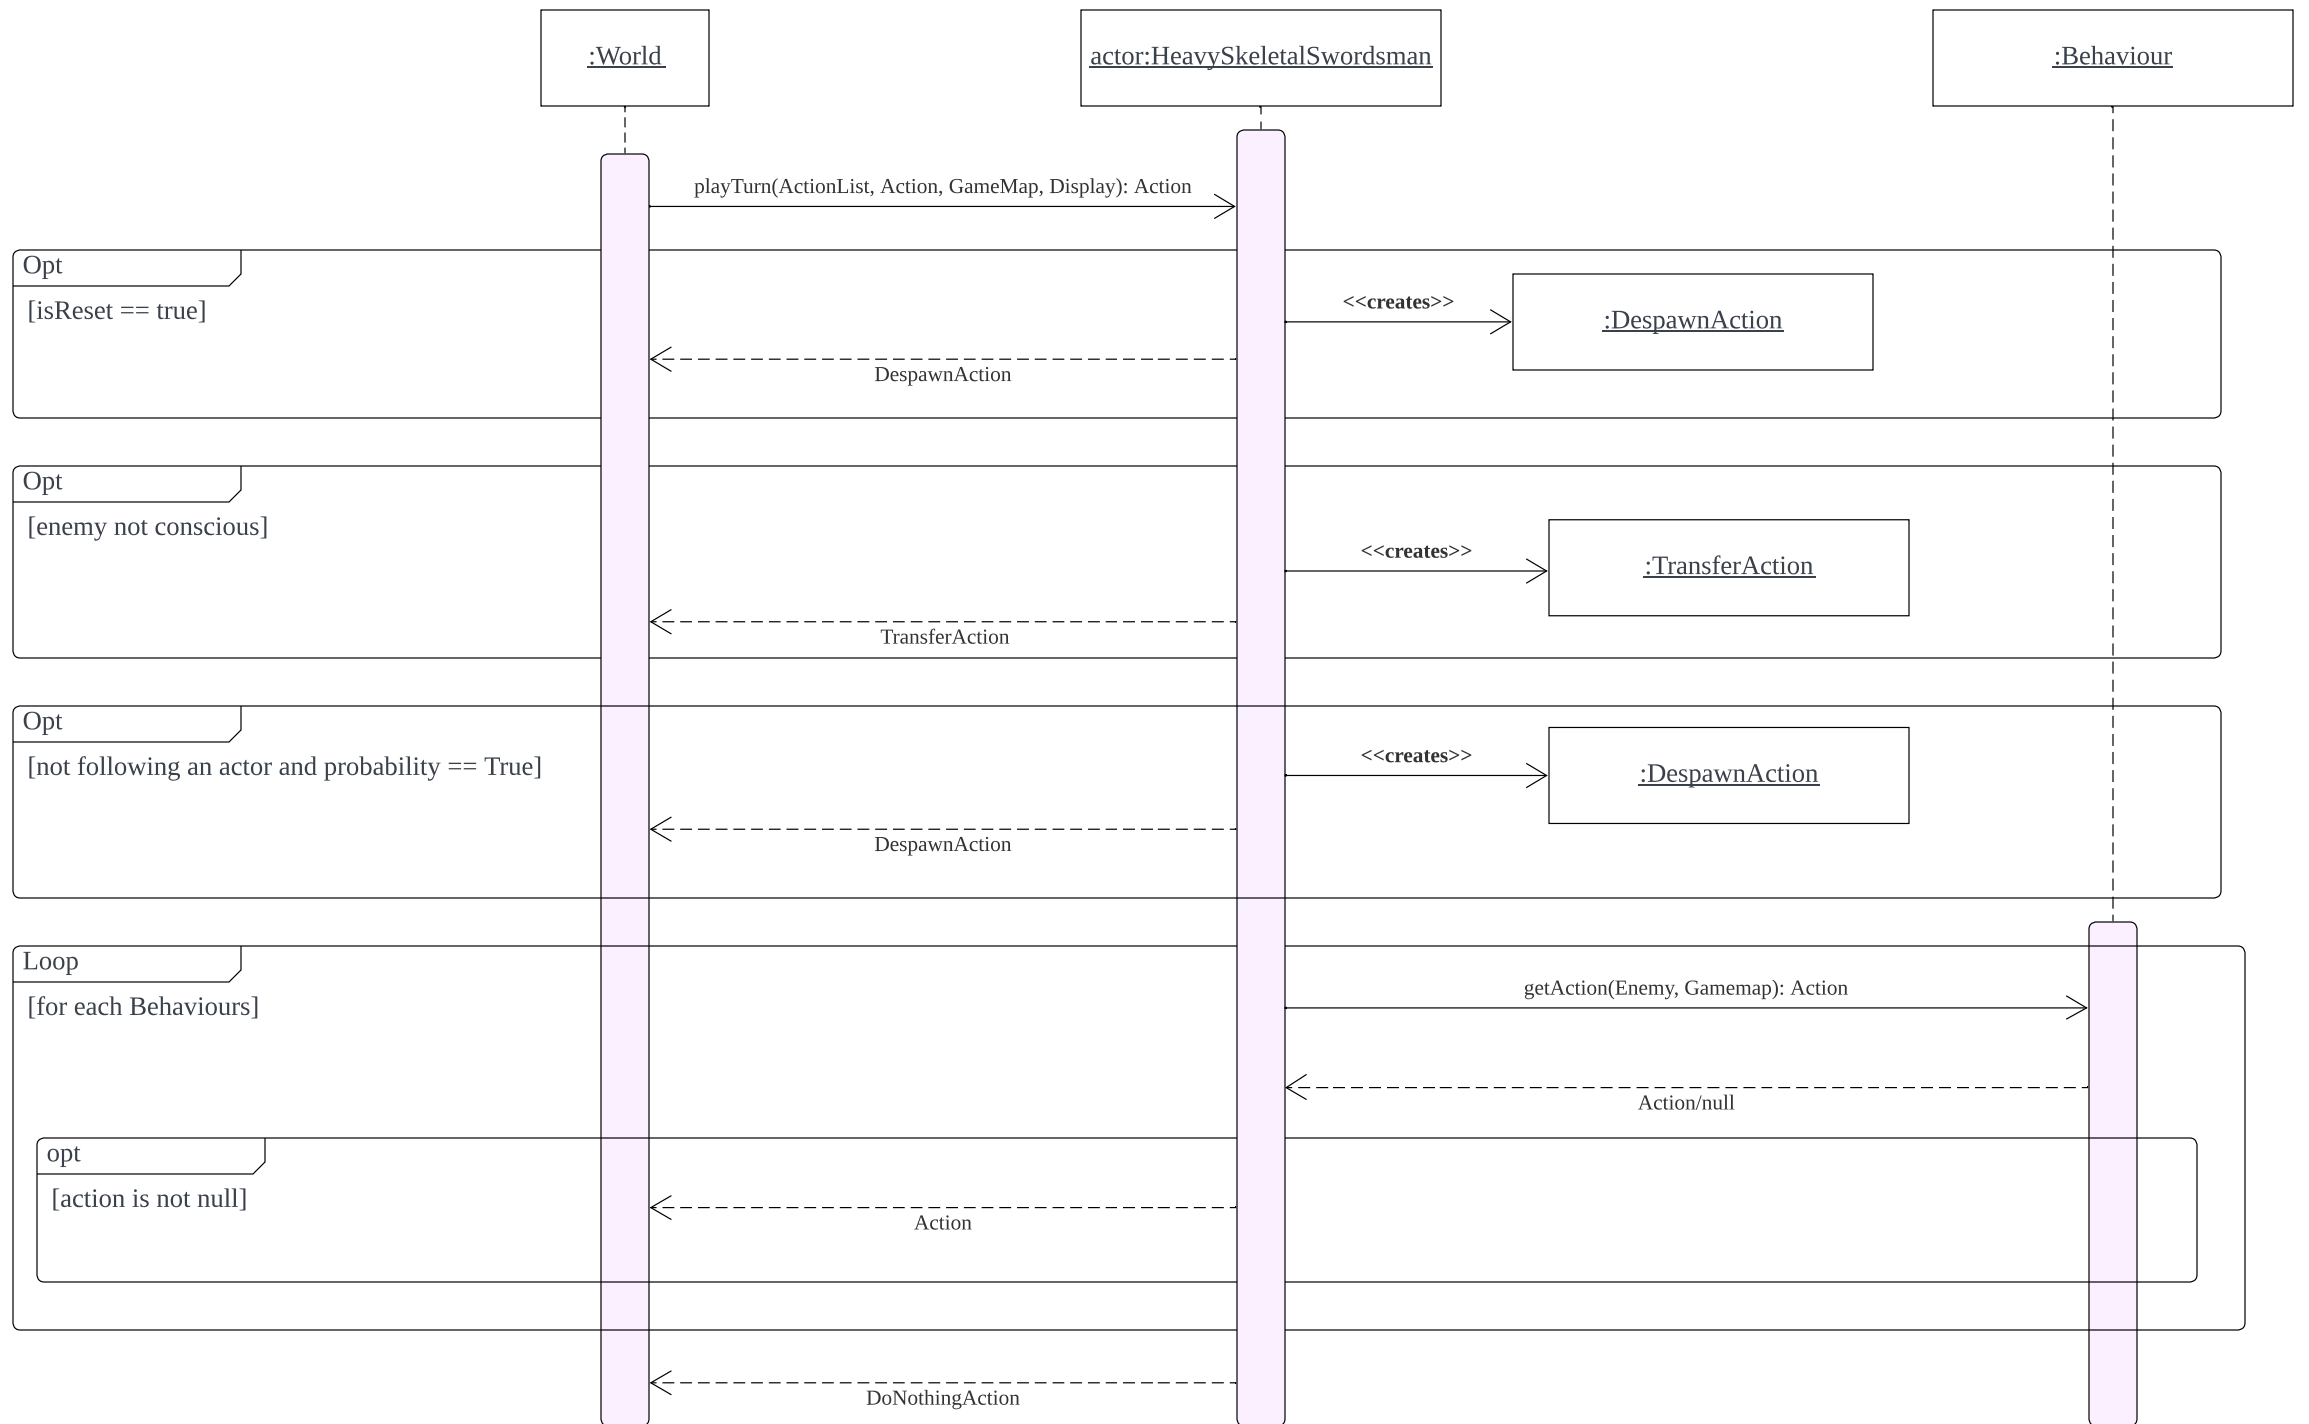 :World
actor:HeavySkeletalSwordsman
:Behaviour
playTurn(ActionList, Action, GameMap, Display): Action
Opt
[isReset == true]
<<creates>>
:DespawnAction
DespawnAction
Opt
[enemy not conscious]
<<creates>>
:TransferAction
TransferAction
Opt
[not following an actor and probability == True]
<<creates>>
:DespawnAction
DespawnAction
Loop
[for each Behaviours]
getAction(Enemy, Gamemap): Action
Action/null
opt
[action is not null]
Action
DoNothingAction